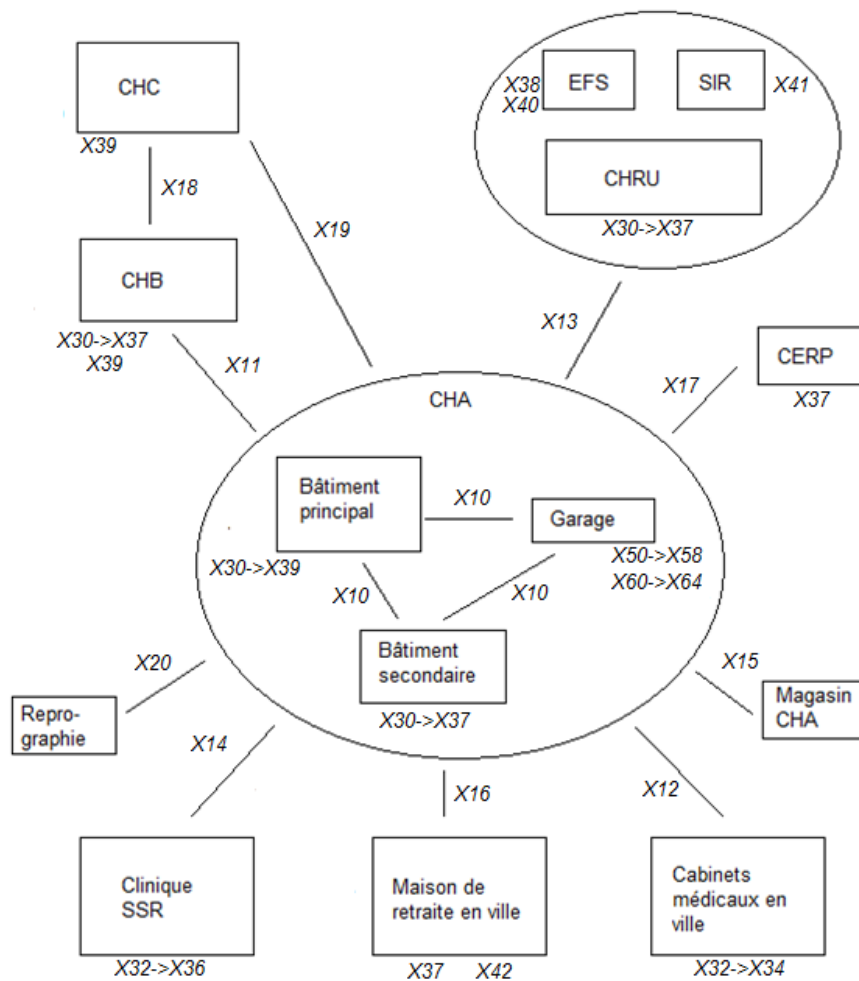 CHC
X39
X18
X19
CHB
X30->X37
X39
X11
EFS
X38
X40
SIR
X41
CHRU
X30->X37
X13
CERP
X37
X17
CHA
Bâtiment
principal
X30->X39
X10
Garage
X50->X58
X60->X64
X10
X10
Bâtiment
secondaire
X30->X37
X20
Repro-
graphie
X15
Magasin
CHA
X14
X16
X12
Clinique
SSR
X32->X36
Maison de
retraite en ville
X37 X42
Cabinets
médicaux en
ville
X32->X34